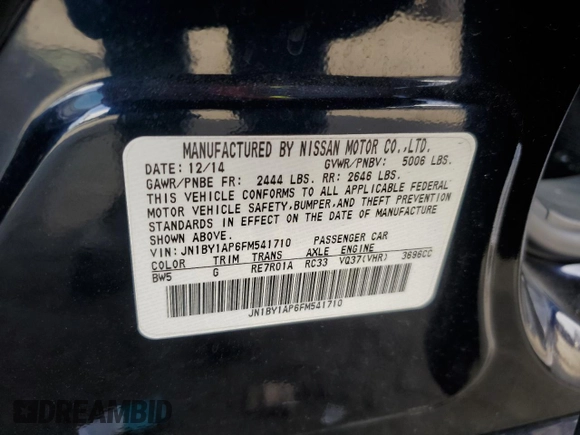 MANUFACTURED BY NISSAN MOTOR CO.,LTD.
DATE: 12/14 GVWR/PNBV: 5006 LBS.
GAWR/PNBE FR: 2444 LBS. RR: 2646 LBS.
THIS VEHICLE CONFORMS TO ALL APPLICABLE FEDERAL
MOTOR VEHICLE SAFETY,BUMPER,AND THEFT PREVENTION
STANDARDS IN EFFECT ON THE DATE OF MANUFACTURE
SHOWN ABOVE.
VIN: JN1BY1AP6FM541710 PASSENGER CAR
COLOR TRIM TRANS AXLE ENGINE
BW5 G RE7R01A RC33 VQ37(VHR) 3696CC
JN1BY1AP6FM541710
DREAMBID